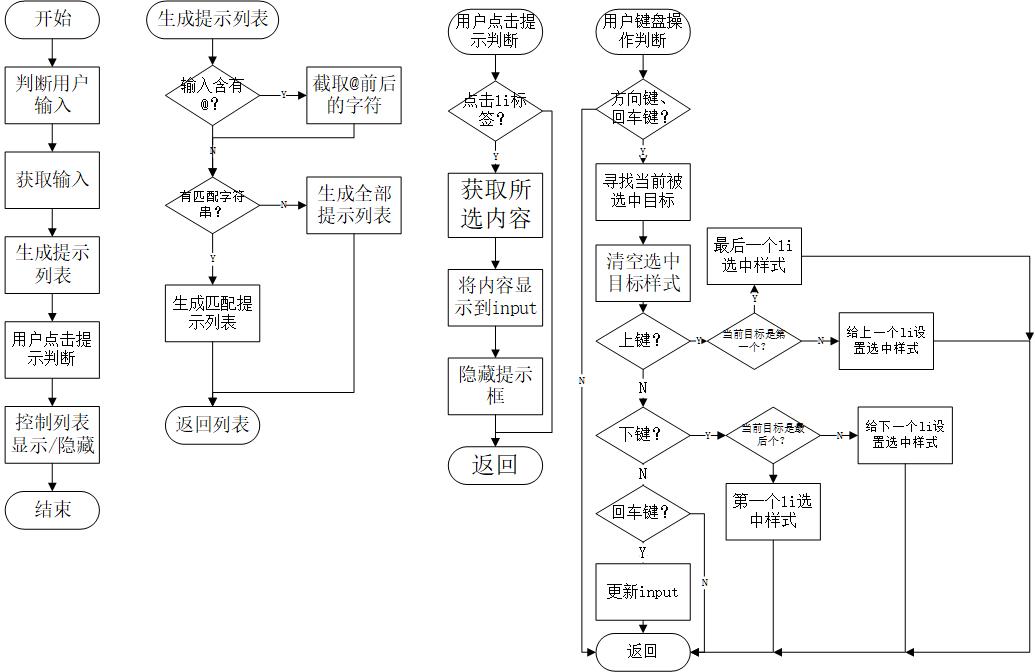 开始
判断用户
输入
获取输入
生成提示
列表
用户点击提
示判断
控制列表
显示/隐藏
结束
生成提示列表
输入含有
@?
Y
截取@前后
的字符
N
有匹配字符
串?
N
生成全部
提示列表
Y
生成匹配提
示列表
返回列表
用户点击提
示判断
点击li标
签?
Y
获取所
选内容
将内容显
示到input
隐藏提示
框
返回
用户键盘操
作判断
方向键、
回车键?
Y
寻找当前被
选中目标
清空选中
目标样式
最后一个li
选中样式
Y
上键?
Y
当前目标是第
一个?
N
给上一个li设
置选中样式
N
N
下键?
Y
当前目标是最
后个?
N
给下一个li设
置选中样式
N
第一个li选
中样式
回车键?
Y
N
更新input
返回